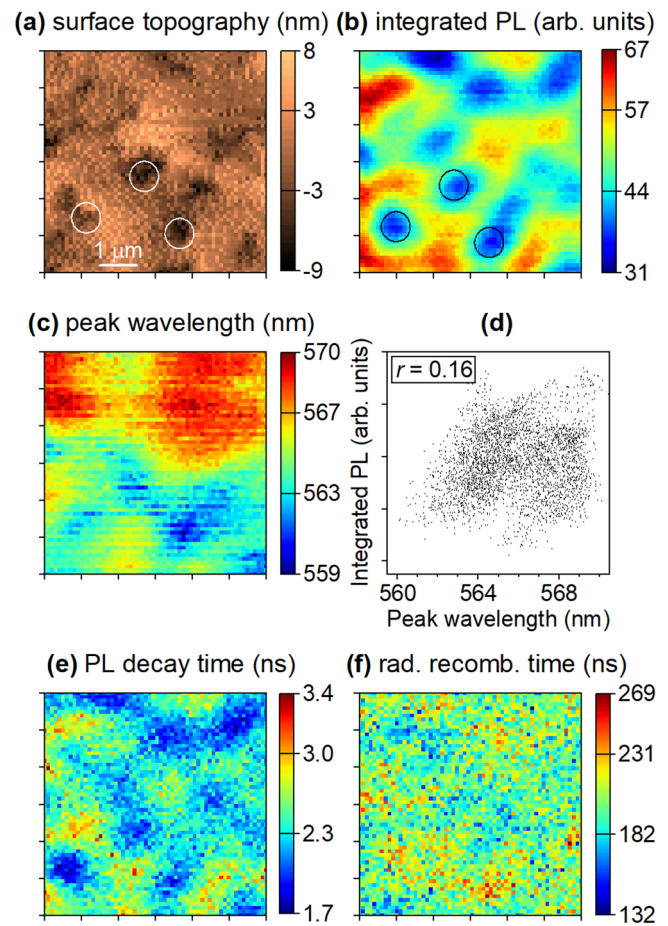 (a) surface topography (nm)
8
3
-3
-9
1 µm
(b) integrated PL (arb. units)
67
57
44
31
(c) peak wavelength (nm)
570
567
563
559
(d)
r = 0.16
Integrated PL (arb. units)
560 564 568
Peak wavelength (nm)
(e) PL decay time (ns)
3.4
3.0
2.3
1.7
(f) rad. recomb. time (ns)
269
231
182
132